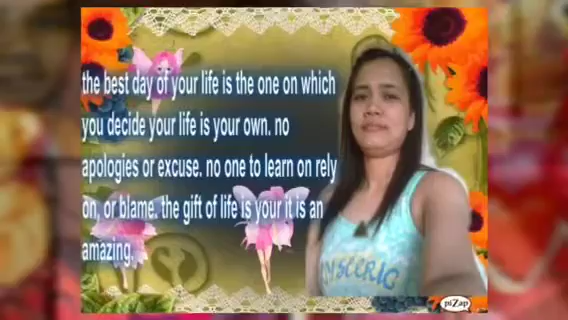 the best day of your life is the one on which
you decide your life is your own. no
apologies or excuse. no one to learn on rely
on, or blame. the gift of life is your it is an
amazing.
piZap